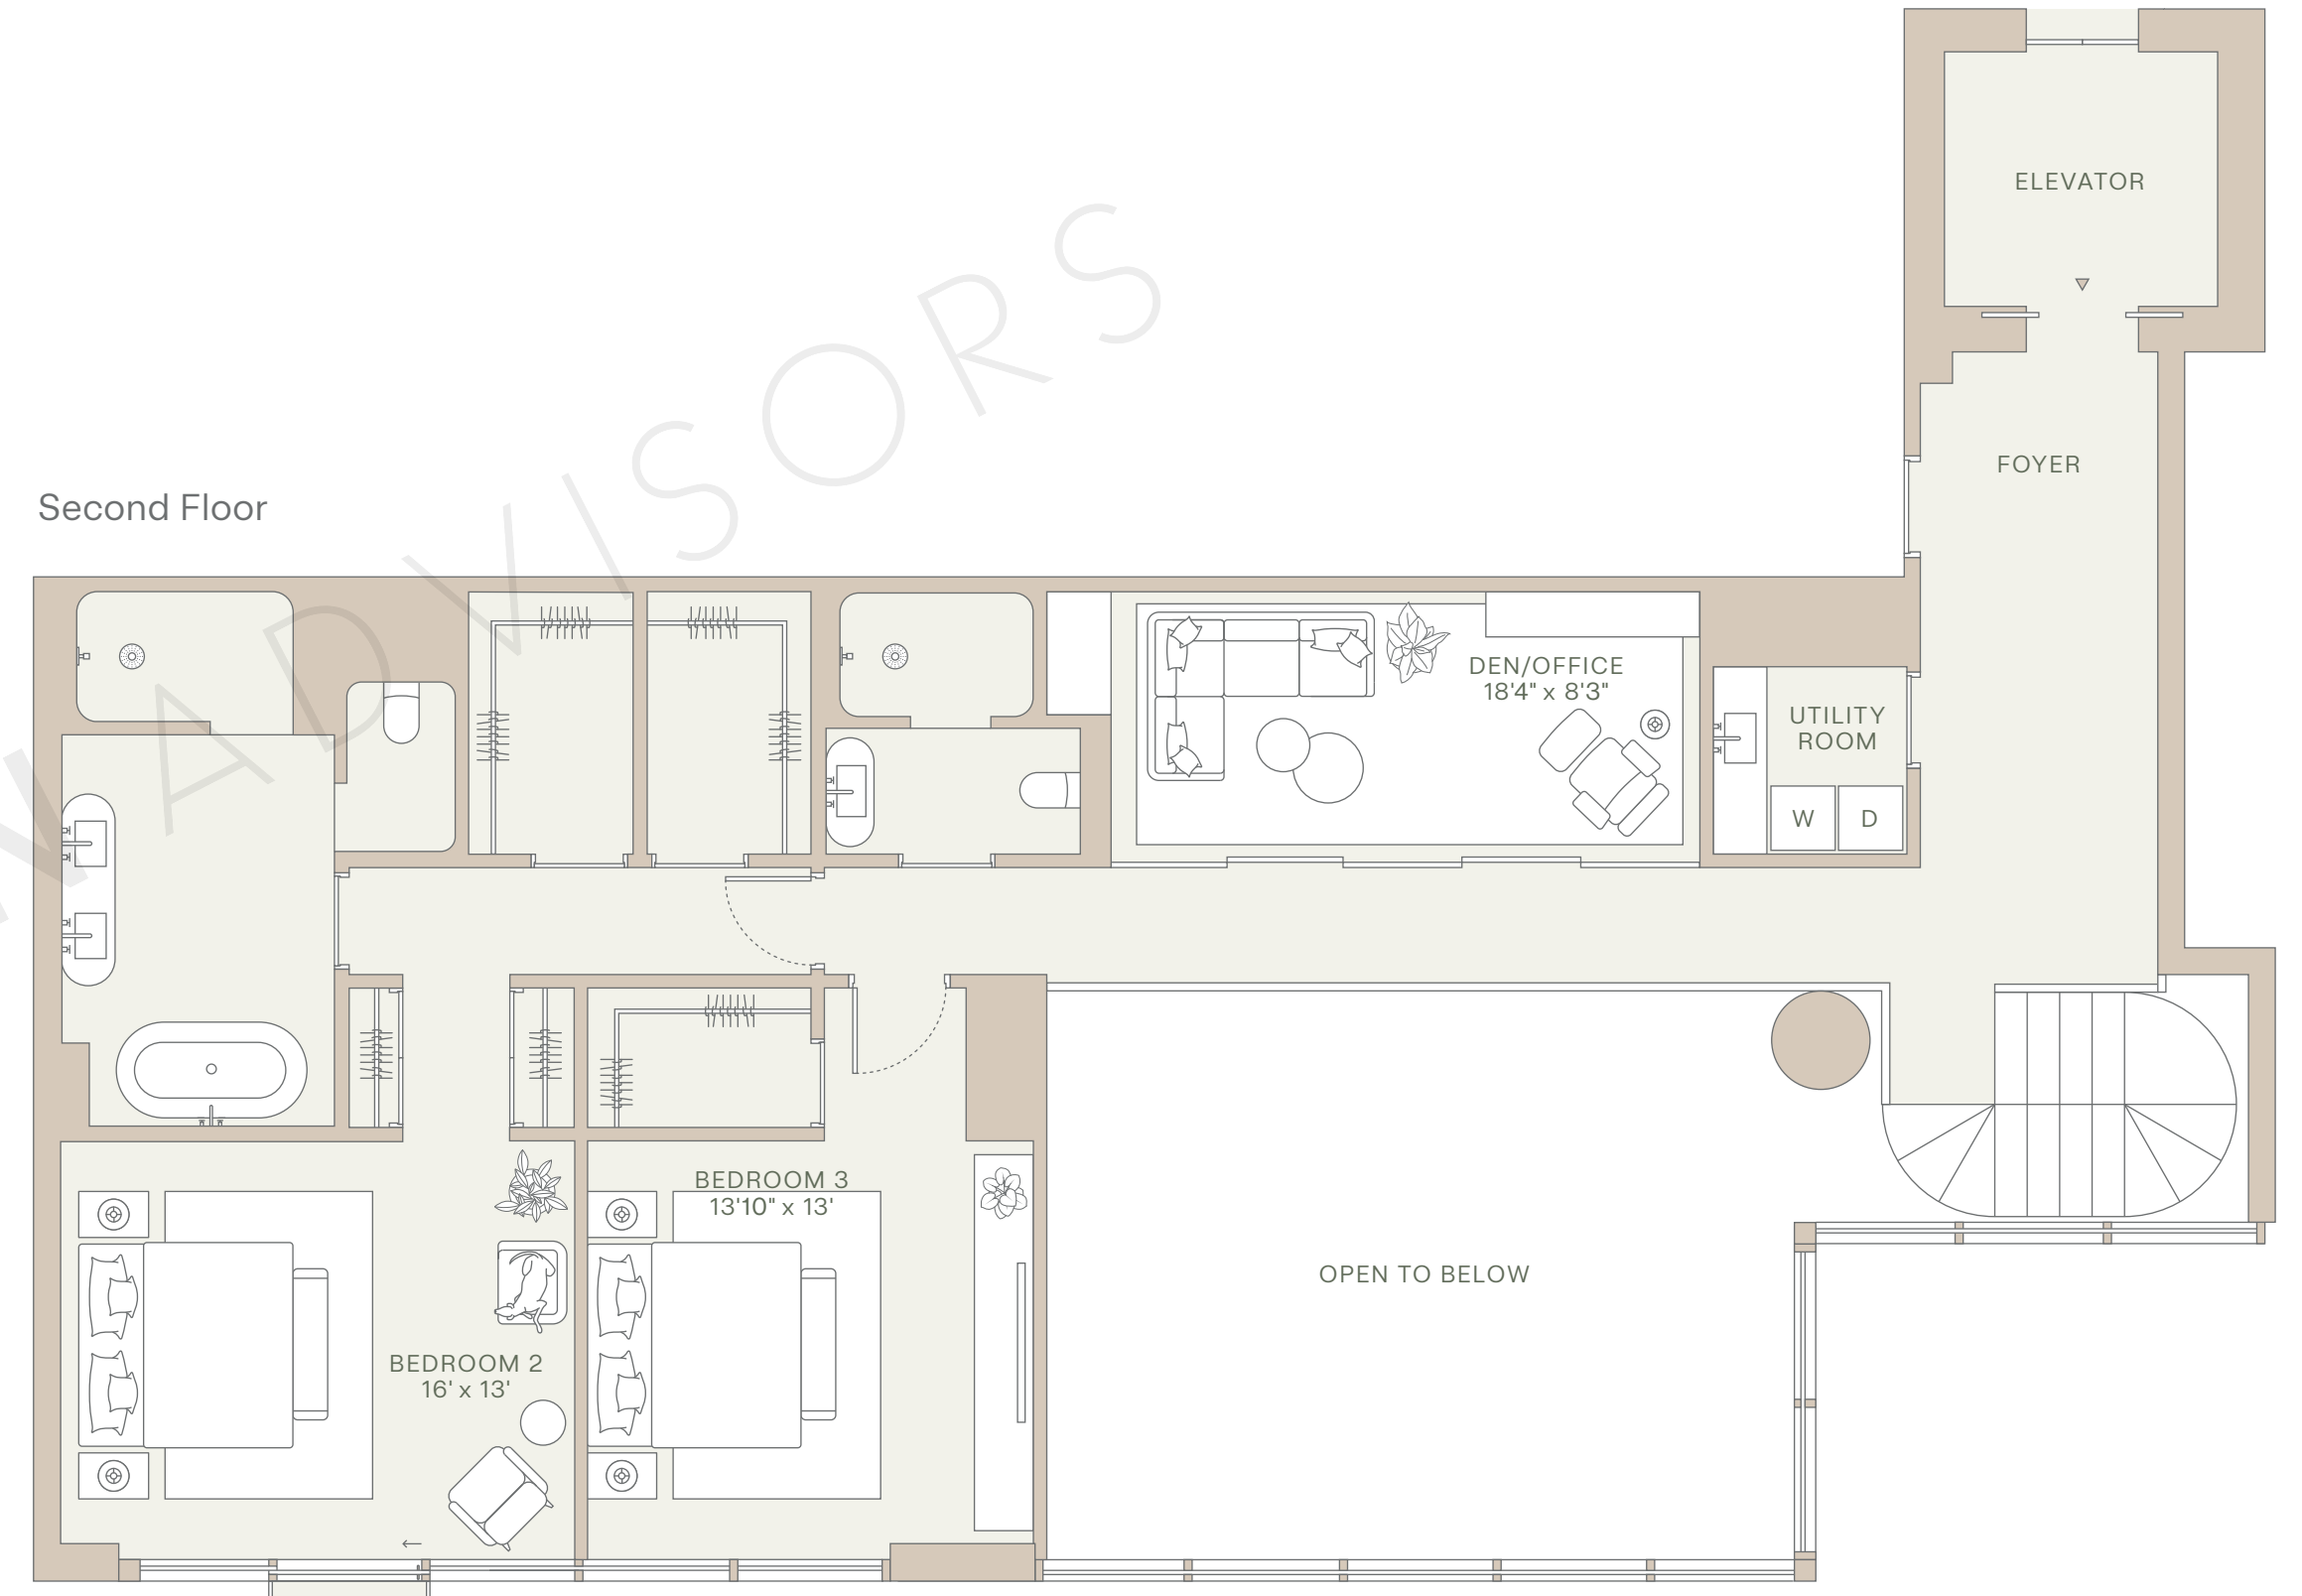 ELEVATOR
FOYER
Second Floor
ADVISORS
DEN/OFFICE
18'4" x 8'3"
UTILITY
ROOM
W
D
BEDROOM 3
13'10" x 13'
OPEN TO BELOW
BEDROOM 2
16' x 13'